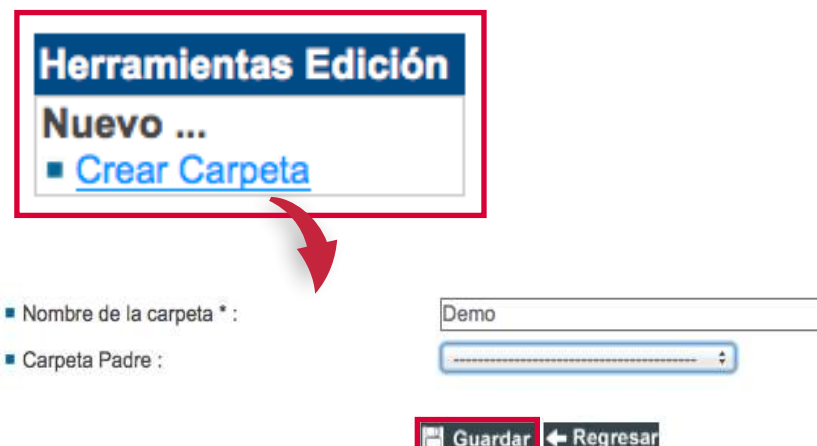 Herramientas Edición
Nuevo ...
Crear Carpeta
Nombre de la carpeta * : Demo
Carpeta Padre : ----------------------------------------
Guardar Regresar